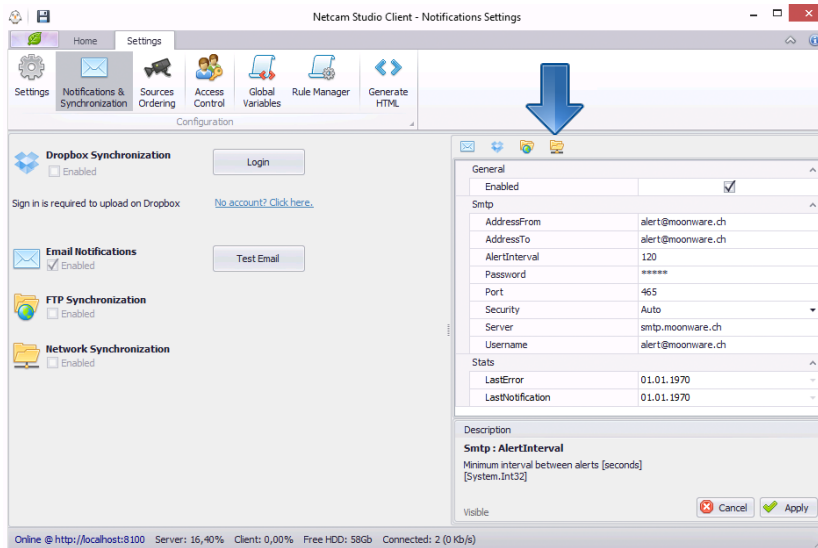 Netcam Studio Client - Notifications Settings
Home Settings
Settings
Notifications &
Synchronization
Sources
Ordering
Access
Control
Global
Variables
Rule Manager
Generate
HTML
Configuration
Dropbox Synchronization
Enabled
Login
Sign in is required to upload on Dropbox
No account? Click here.
Email Notifications
Enabled
Test Email
FTP Synchronization
Enabled
Network Synchronization
Enabled
General
Enabled
Smtp
AddressFrom alert@moonware.ch
AddressTo alert@moonware.ch
AlertInterval 120
Password *****
Port 465
Security Auto
Server smtp.moonware.ch
Username alert@moonware.ch
Stats
LastError 01.01.1970
LastNotification 01.01.1970
Description
Smtp : AlertInterval
Minimum interval between alerts [seconds]
[System.Int32]
Visible
Cancel Apply
Online @ http://localhost:8100 Server: 16,40% Client: 0,00% Free HDD: 58Gb Connected: 2 (0 Kb/s)